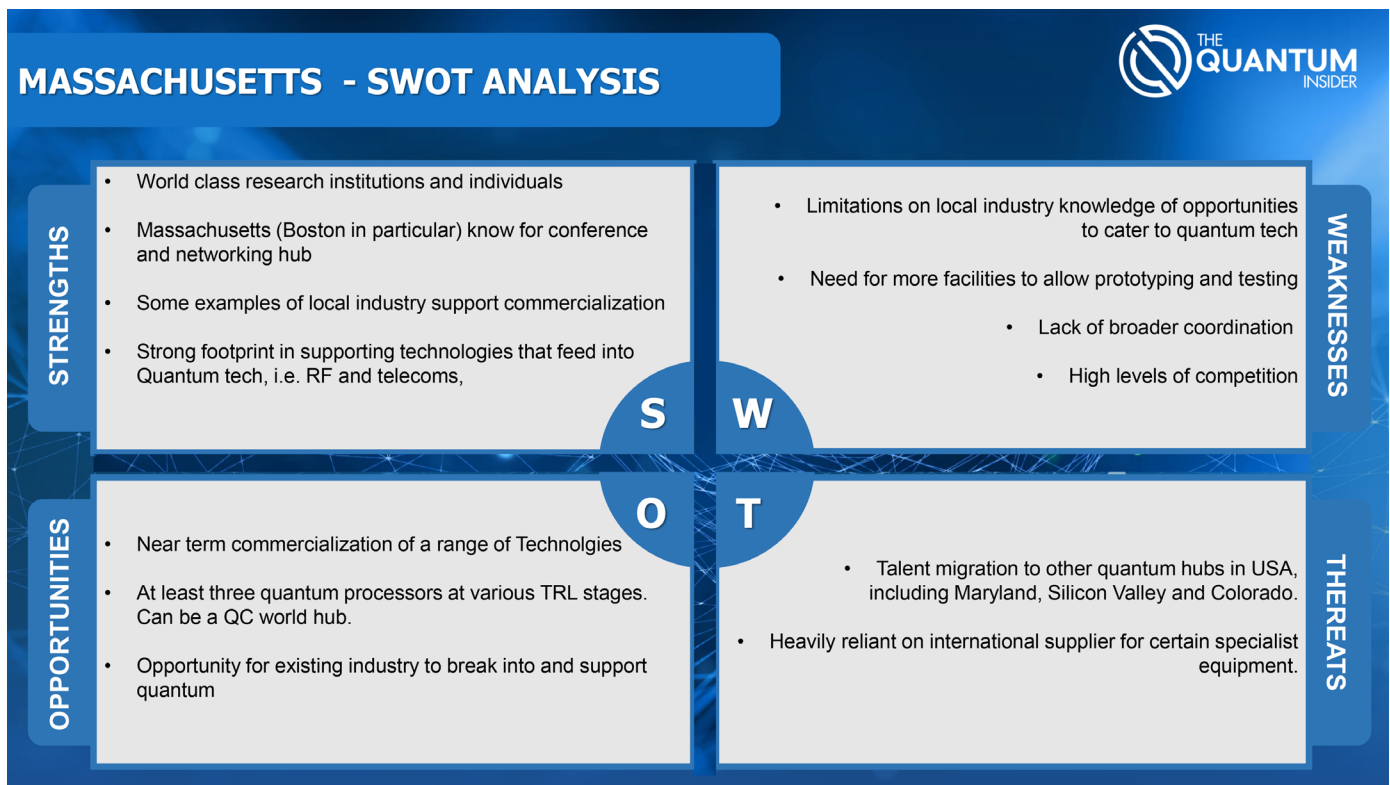 MASSACHUSETTS - SWOT ANALYSIS
THE
QUANTUM
INSIDER
STRENGTHS
• World class research institutions and individuals
• Massachusetts (Boston in particular) know for conference
and networking hub
• Some examples of local industry support commercialization
• Strong footprint in supporting technologies that feed into
Quantum tech, i.e. RF and telecoms,
S
WEAKNESSES
• Limitations on local industry knowledge of opportunities
to cater to quantum tech
• Need for more facilities to allow prototyping and testing
• Lack of broader coordination
• High levels of competition
W
OPPORTUNITIES
• Near term commercialization of a range of Technolgies
• At least three quantum processors at various TRL stages.
Can be a QC world hub.
• Opportunity for existing industry to break into and support
quantum
O
THEREATS
• Talent migration to other quantum hubs in USA,
including Maryland, Silicon Valley and Colorado.
• Heavily reliant on international supplier for certain specialist
equipment.
T